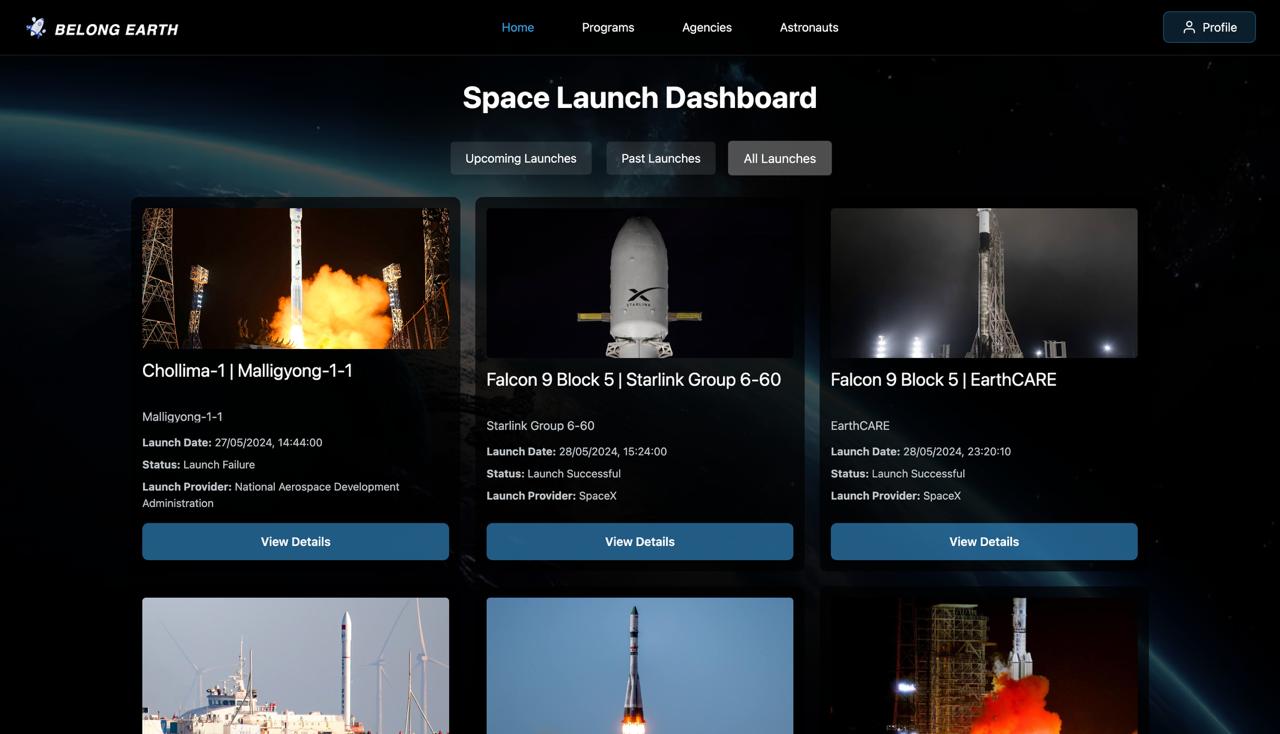 BELONG EARTH
Home
Programs
Agencies
Astronauts
Profile
Space Launch Dashboard
Upcoming Launches
Past Launches
All Launches
Chollima-1 | Malligyong-1-1
Malligyong-1-1
Launch Date: 27/05/2024, 14:44:00
Status: Launch Failure
Launch Provider: National Aerospace Development
Administration
View Details
STARLINK
Falcon 9 Block 5 | Starlink Group 6-60
Starlink Group 6-60
Launch Date: 28/05/2024, 15:24:00
Status: Launch Successful
Launch Provider: SpaceX
View Details
Falcon 9 Block 5 | EarthCARE
EarthCARE
Launch Date: 28/05/2024, 23:20:10
Status: Launch Successful
Launch Provider: SpaceX
View Details